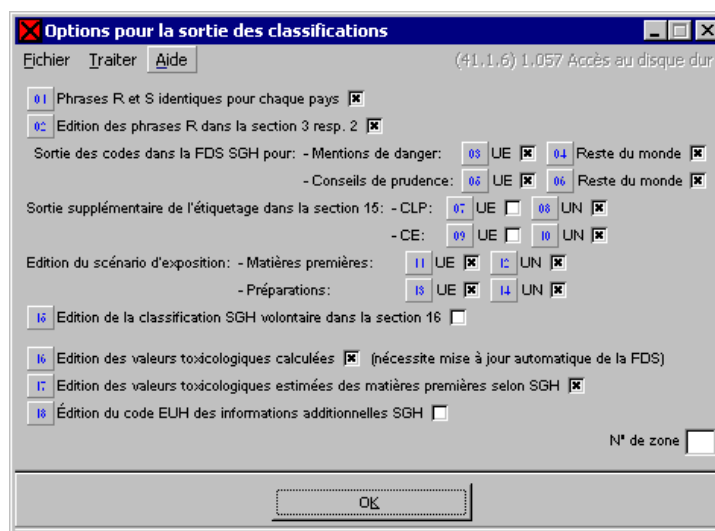 Options pour la sortie des classifications
Fichier Traiter Aide (41.1.6) 1.057 Accès au disque dur
01 Phrases R et S identiques pour chaque pays
02 Edition des phrases R dans la section 3 resp. 2
Sortie des codes dans la FDS SGH pour: - Mentions de danger: 03 UE 04 Reste du monde
- Conseils de prudence: 05 UE 06 Reste du monde
Sortie supplémentaire de l'étiquetage dans la section 15: - CLP: 07 UE 08 UN
- CE: 09 UE 10 UN
Edition du scénario d'exposition: - Matières premières: 11 UE 12 UN
- Préparations: 13 UE 14 UN
15 Edition de la classification SGH volontaire dans la section 16
16 Edition des valeurs toxicologiques calculées (nécessite mise à jour automatique de la FDS)
17 Edition des valeurs toxicologiques estimées des matières premières selon SGH
18 Édition du code EUH des informations additionnelles SGH
N° de zone
OK